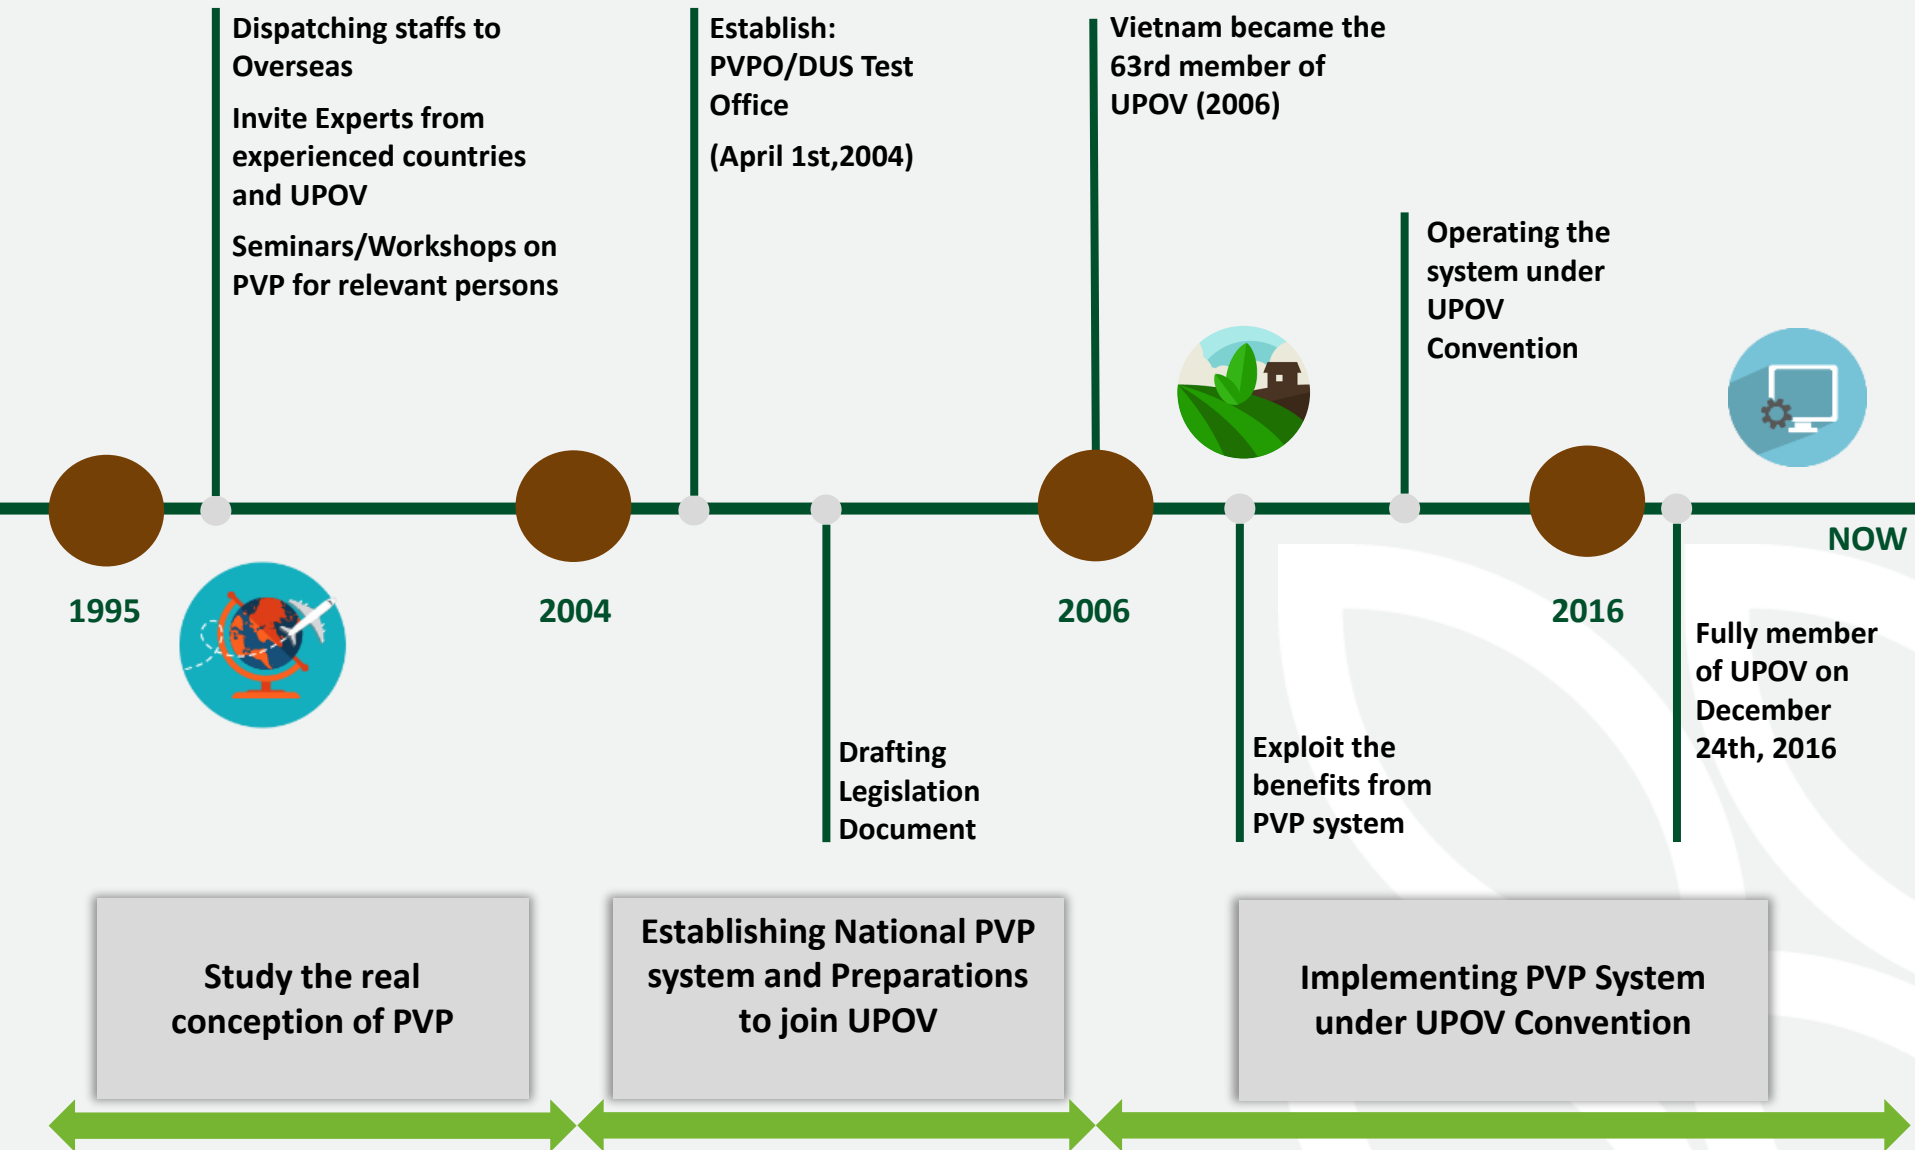 Dispatching staffs to
Overseas
Invite Experts from
experienced countries
and UPOV
Seminars/Workshops on
PVP for relevant persons
Establish:
PVPO/DUS Test
Office
(April 1st,2004)
Vietnam became the
63rd member of
UPOV (2006)
Operating the
system under
UPOV
Convention
NOW
1995
2004
2006
2016
Drafting
Legislation
Document
Exploit the
benefits from
PVP system
Fully member
of UPOV on
December
24th, 2016
Study the real
conception of PVP
Establishing National PVP
system and Preparations
to join UPOV
Implementing PVP System
under UPOV Convention